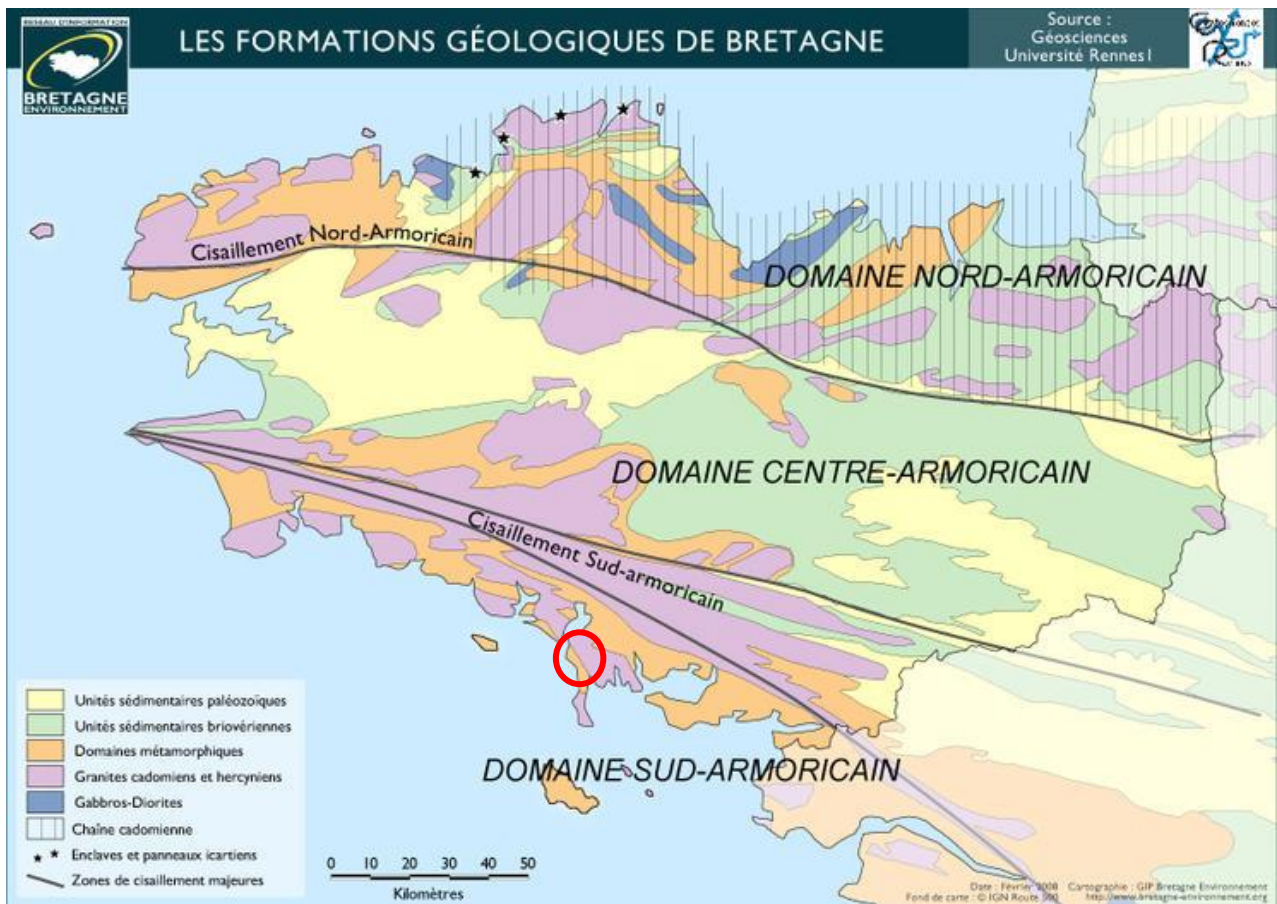 RESEAU D'INFORMATION
BRETAGNE
ENVIRONNEMENT
LES FORMATIONS GÉOLOGIQUES DE BRETAGNE
Source :
Géosciences
Université Rennes I
Cisaillement Nord-Armoricain
DOMAINE NORD-ARMORICAIN
DOMAINE CENTRE-ARMORICAIN
Cisaillement Sud-armoricain
DOMAINE SUD-ARMORICAIN
Unités sédimentaires paléozoïques
Unités sédimentaires briovériennes
Domaines métamorphiques
Granites cadomiens et hercyniens
Gabbros-Diorites
Chaîne cadomienne
Enclaves et panneaux icartiens
Zones de cisaillement majeures
0 10 20 30 40 50
Kilomètres
Date : Février 2008 Cartographie : GIP Bretagne Environnement
Fond de carte : © IGN Route 500 http://www.bretagne-environnement.org